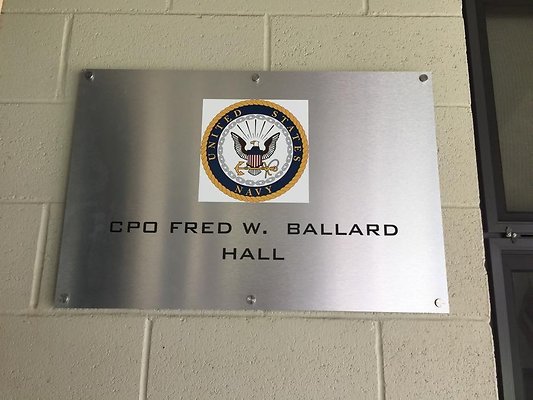 UNITED STATES
NAVY
CPO FRED W. BALLARD
HALL